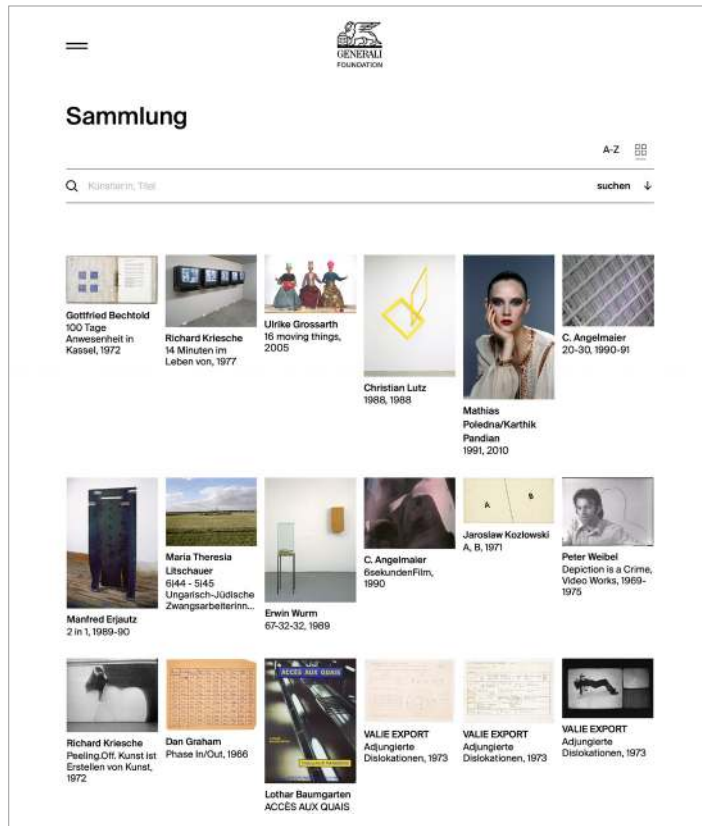 GENERALI
FOUNDATION
Sammlung
A-Z
Künstlerin, Titel
suchen
Gottfried Bechtold
100 Tage
Anwesenheit in
Kassel, 1972
Richard Kriesche
14 Minuten im
Leben von, 1977
Ulrike Grossarth
16 moving things,
2005
Christian Lutz
1988, 1988
Mathias
Poledna/Karthik
Pandian
1991, 2010
C. Angelmaier
20-30, 1990-91
Manfred Erjautz
2 in 1, 1989-90
Maria Theresia
Litschauer
6|44 - 5|45
Ungarisch-Jüdische
ZwangsarbeiterInn...
Erwin Wurm
67-32-32, 1989
C. Angelmaier
6sekundenFilm,
1990
A
B
Jaroslaw Kozlowski
A, B, 1971
Peter Weibel
Depiction is a Crime,
Video Works, 1969-
1975
Richard Kriesche
Peeling.Off. Kunst ist
Erstellen von Kunst,
1972
Dan Graham
Phase In/Out, 1966
ACCÈS AUX QUAIS
Lothar Baumgarten
ACCÈS AUX QUAIS
VALIE EXPORT
Adjungierte
Dislokationen, 1973
VALIE EXPORT
Adjungierte
Dislokationen, 1973
VALIE EXPORT
Adjungierte
Dislokationen, 1973